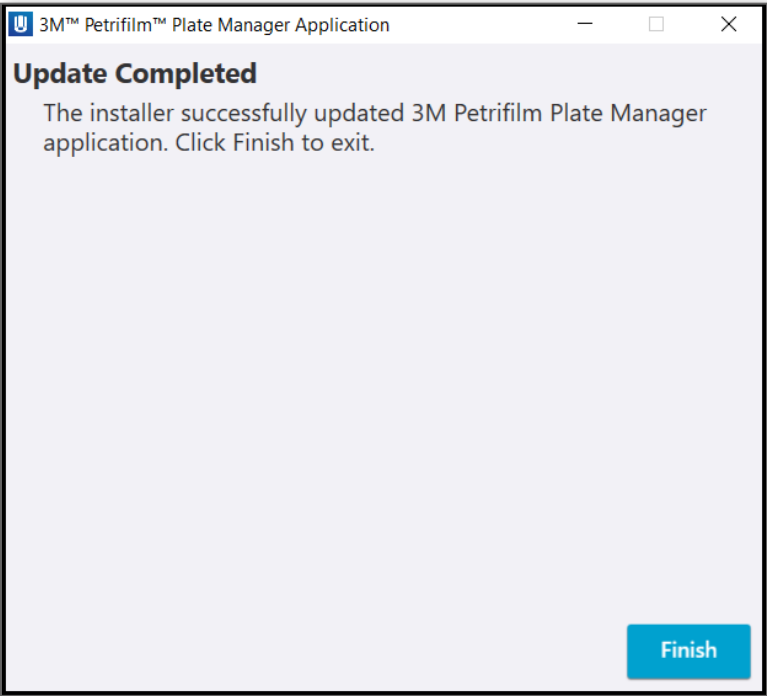 3M™ Petrifilm™ Plate Manager Application
Update Completed
The installer successfully updated 3M Petrifilm Plate Manager
application. Click Finish to exit.
Finish